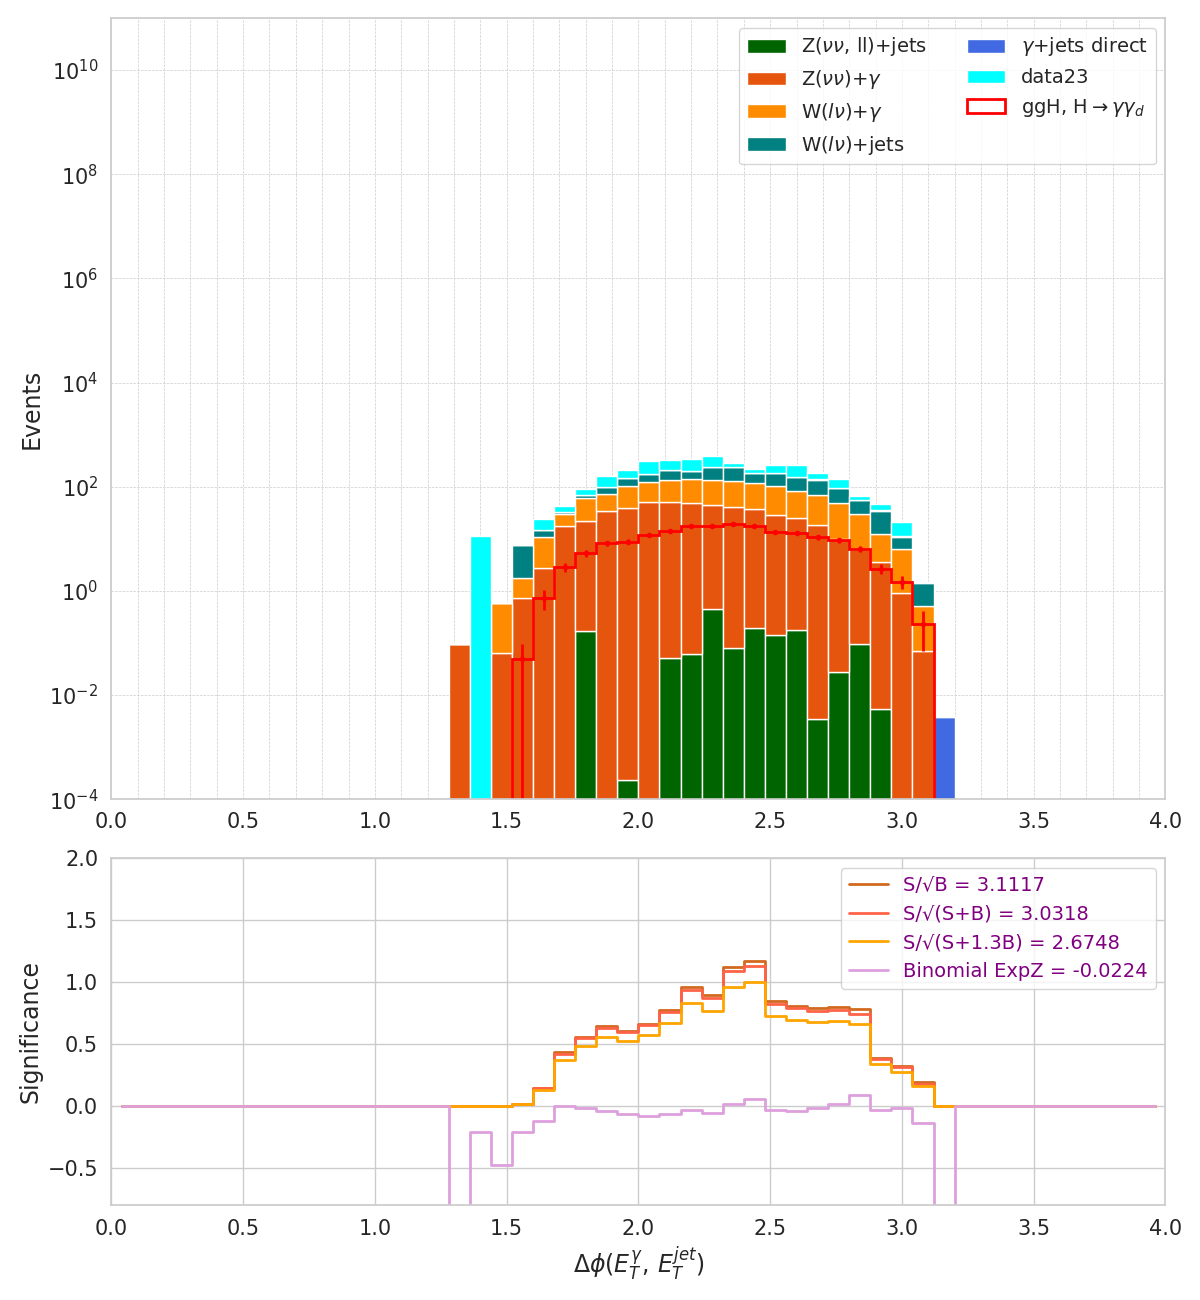 Z(νν, ll)+jets
Z(νν)+γ
W(lν)+γ
W(lν)+jets
γ+jets direct
data23
ggH, H→γγ_d
10^10
10^8
10^6
10^4
10^2
10^0
10^−2
10^−4
Events
0.0 0.5 1.0 1.5 2.0 2.5 3.0 3.5 4.0
S/√B = 3.1117
S/√(S+B) = 3.0318
S/√(S+1.3B) = 2.6748
Binomial ExpZ = -0.0224
2.0
1.5
1.0
0.5
0.0
−0.5
Significance
0.0 0.5 1.0 1.5 2.0 2.5 3.0 3.5 4.0
Δϕ(E_T^γ, E_T^jet)